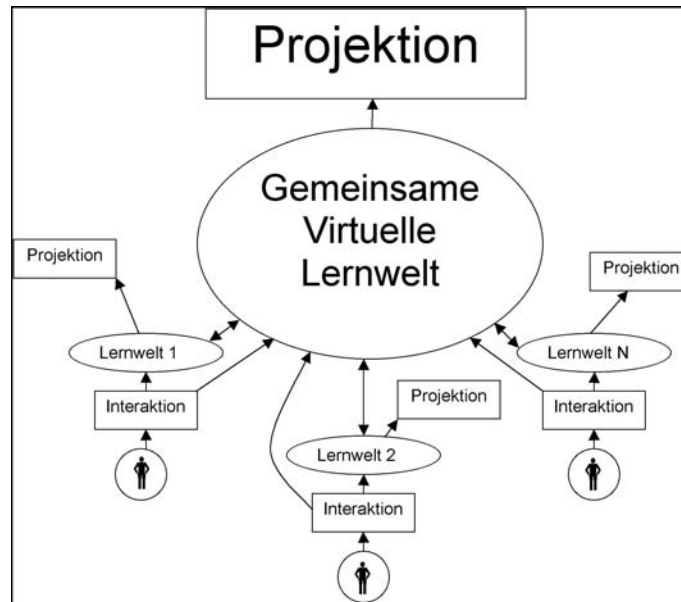 Projektion
Gemeinsame
Virtuelle
Lernwelt
Projektion
Projektion
Lernwelt 1
Lernwelt N
Interaktion
Projektion
Interaktion
Lernwelt 2
Interaktion